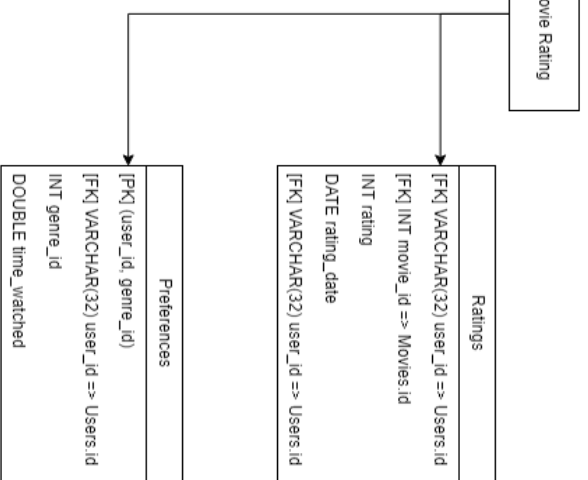 Rating
Ratings
[FK] VARCHAR(32) user_id => Users.id
[FK] INT movie_id => Movies.id
INT rating
DATE rating_date
[FK] VARCHAR(32) user_id => Users.id
Preferences
[PK] (user_id, genre_id)
[FK] VARCHAR(32) user_id => Users.id
INT genre_id
DOUBLE time_watched